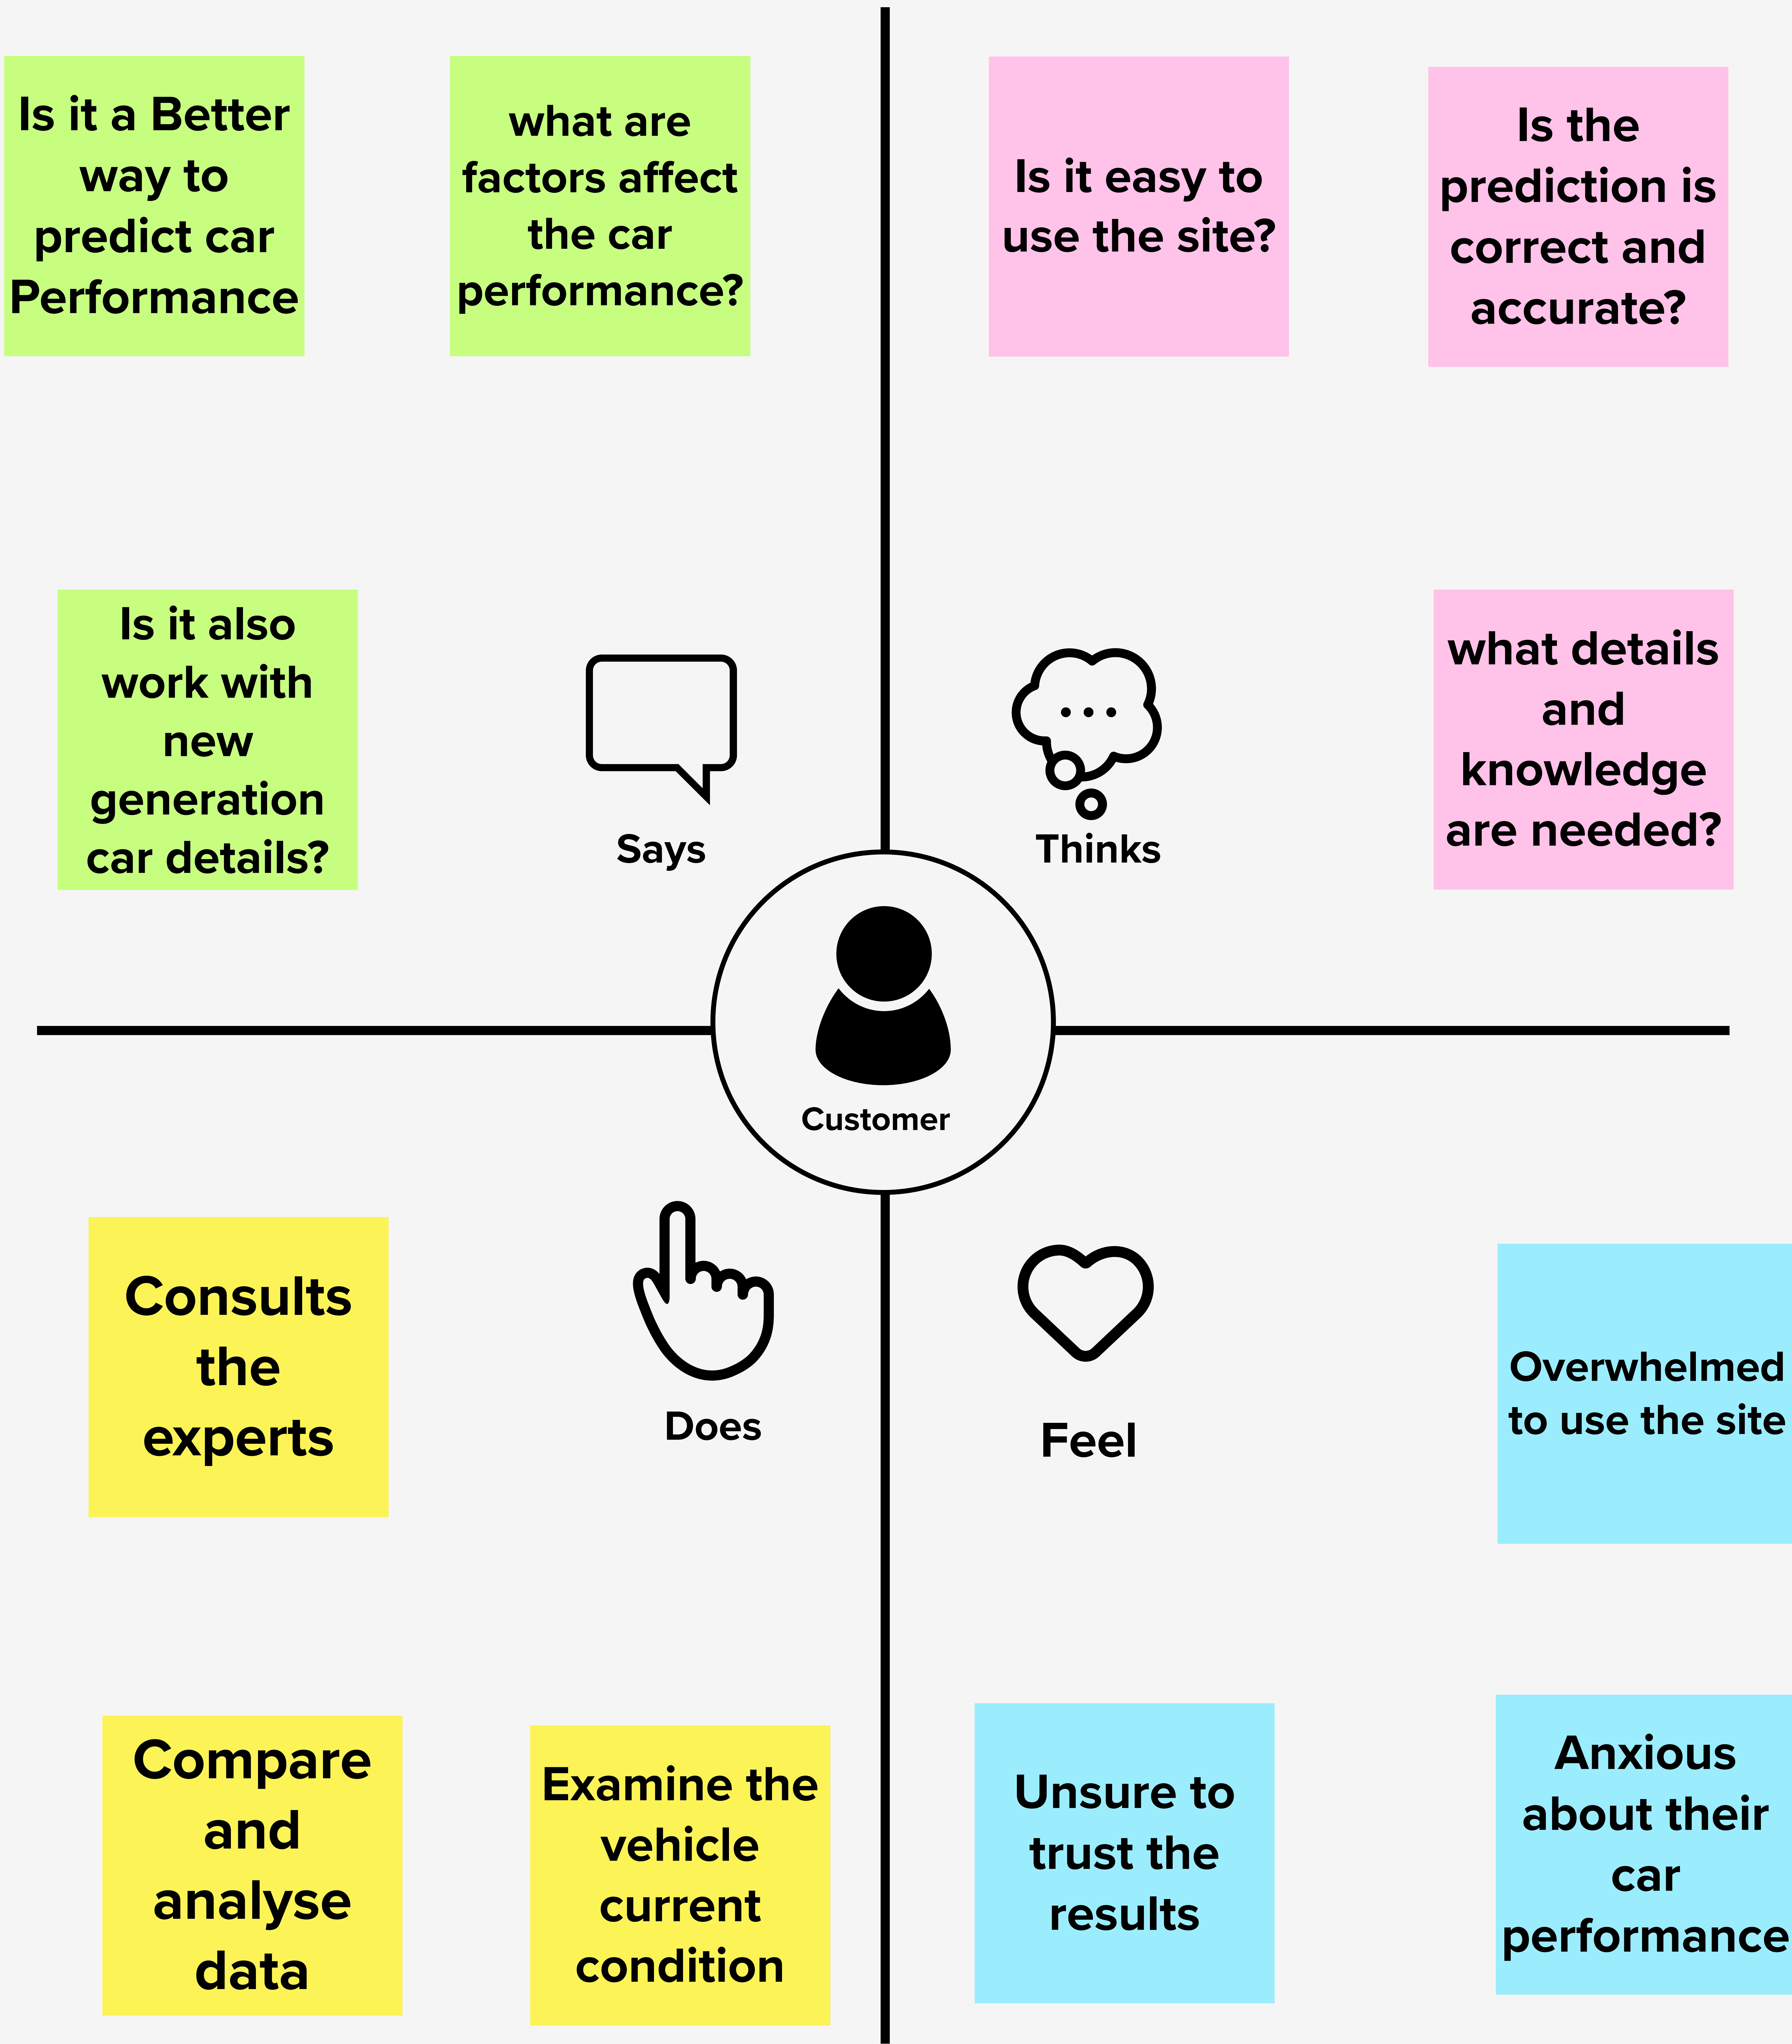 Is it a Better
way to
predict car
Performance
what are
factors affect
the car
performance?
Is it easy to
use the site?
Is the
prediction is
correct and
accurate?
Is it also
work with
new
generation
car details?
Says
Thinks
what details
and
knowledge
are needed?
Customer
Consults
the
experts
Does
Feel
Overwhelmed
to use the site
Compare
and
analyse
data
Examine the
vehicle
current
condition
Unsure to
trust the
results
Anxious
about their
car
performance